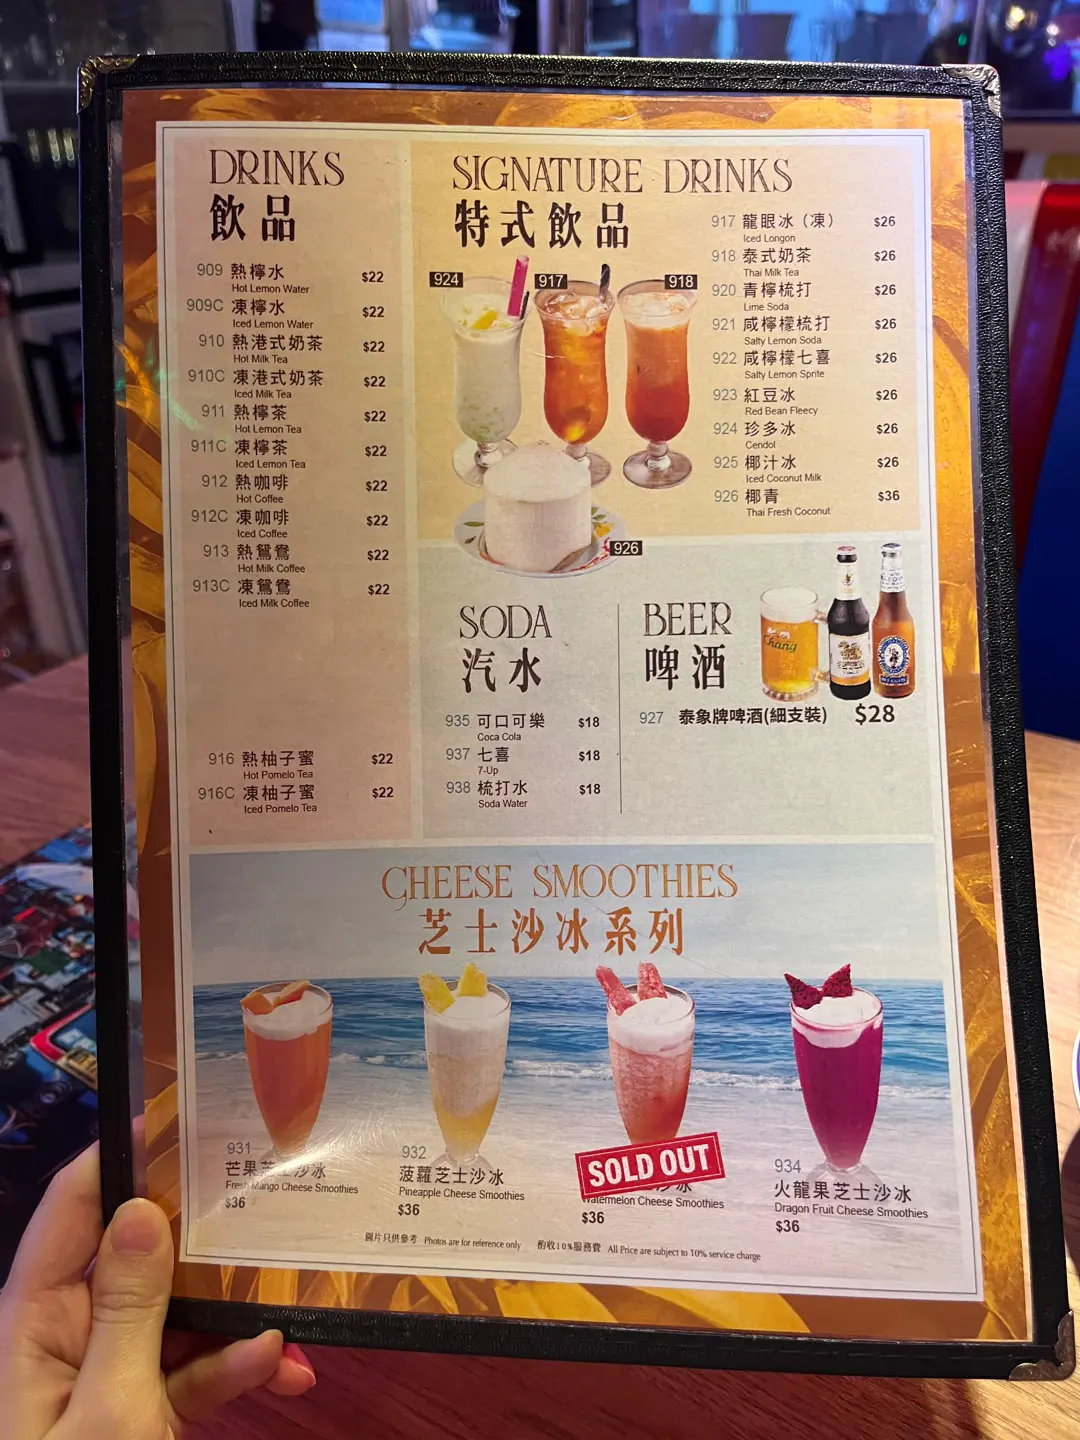 DRINKS
飲品
909 熱檸水 $22
Hot Lemon Water
909C 凍檸水 $22
Iced Lemon Water
910 熱港式奶茶 $22
Hot Milk Tea
910C 凍港式奶茶 $22
Iced Milk Tea
911 熱檸茶 $22
Hot Lemon Tea
911C 凍檸茶 $22
Iced Lemon Tea
912 熱咖啡 $22
Hot Coffee
912C 凍咖啡 $22
Iced Coffee
913 熱鴛鴦 $22
Hot Milk Coffee
913C 凍鴛鴦 $22
Iced Milk Coffee
916 熱柚子蜜 $22
Hot Pomelo Tea
916C 凍柚子蜜 $22
Iced Pomelo Tea
SIGNATURE DRINKS
特式飲品
924 917 918
926
917 龍眼冰（凍） $26
Iced Longon
918 泰式奶茶 $26
Thai Milk Tea
920 青檸梳打 $26
Lime Soda
921 咸檸檬梳打 $26
Salty Lemon Soda
922 咸檸檬七喜 $26
Salty Lemon Sprite
923 紅豆冰 $26
Red Bean Fleecy
924 珍多冰 $26
Cendol
925 椰汁冰 $26
Iced Coconut Milk
926 椰青 $36
Thai Fresh Coconut
SODA
汽水
935 可口可樂 $18
Coca Cola
937 七喜 $18
7-Up
938 梳打水 $18
Soda Water
BEER
啤酒
Chang
927 泰象牌啤酒(細支裝) $28
CHEESE SMOOTHIES
芝士沙冰系列
931
芒果芝士沙冰
Fresh Mango Cheese Smoothies
$36
932
菠蘿芝士沙冰
Pineapple Cheese Smoothies
$36
SOLD OUT
沙冰
Watermelon Cheese Smoothies
$36
934
火龍果芝士沙冰
Dragon Fruit Cheese Smoothies
$36
圖片只供參考 Photos are for reference only 酌收10%服務費 All Price are subject to 10% service charge